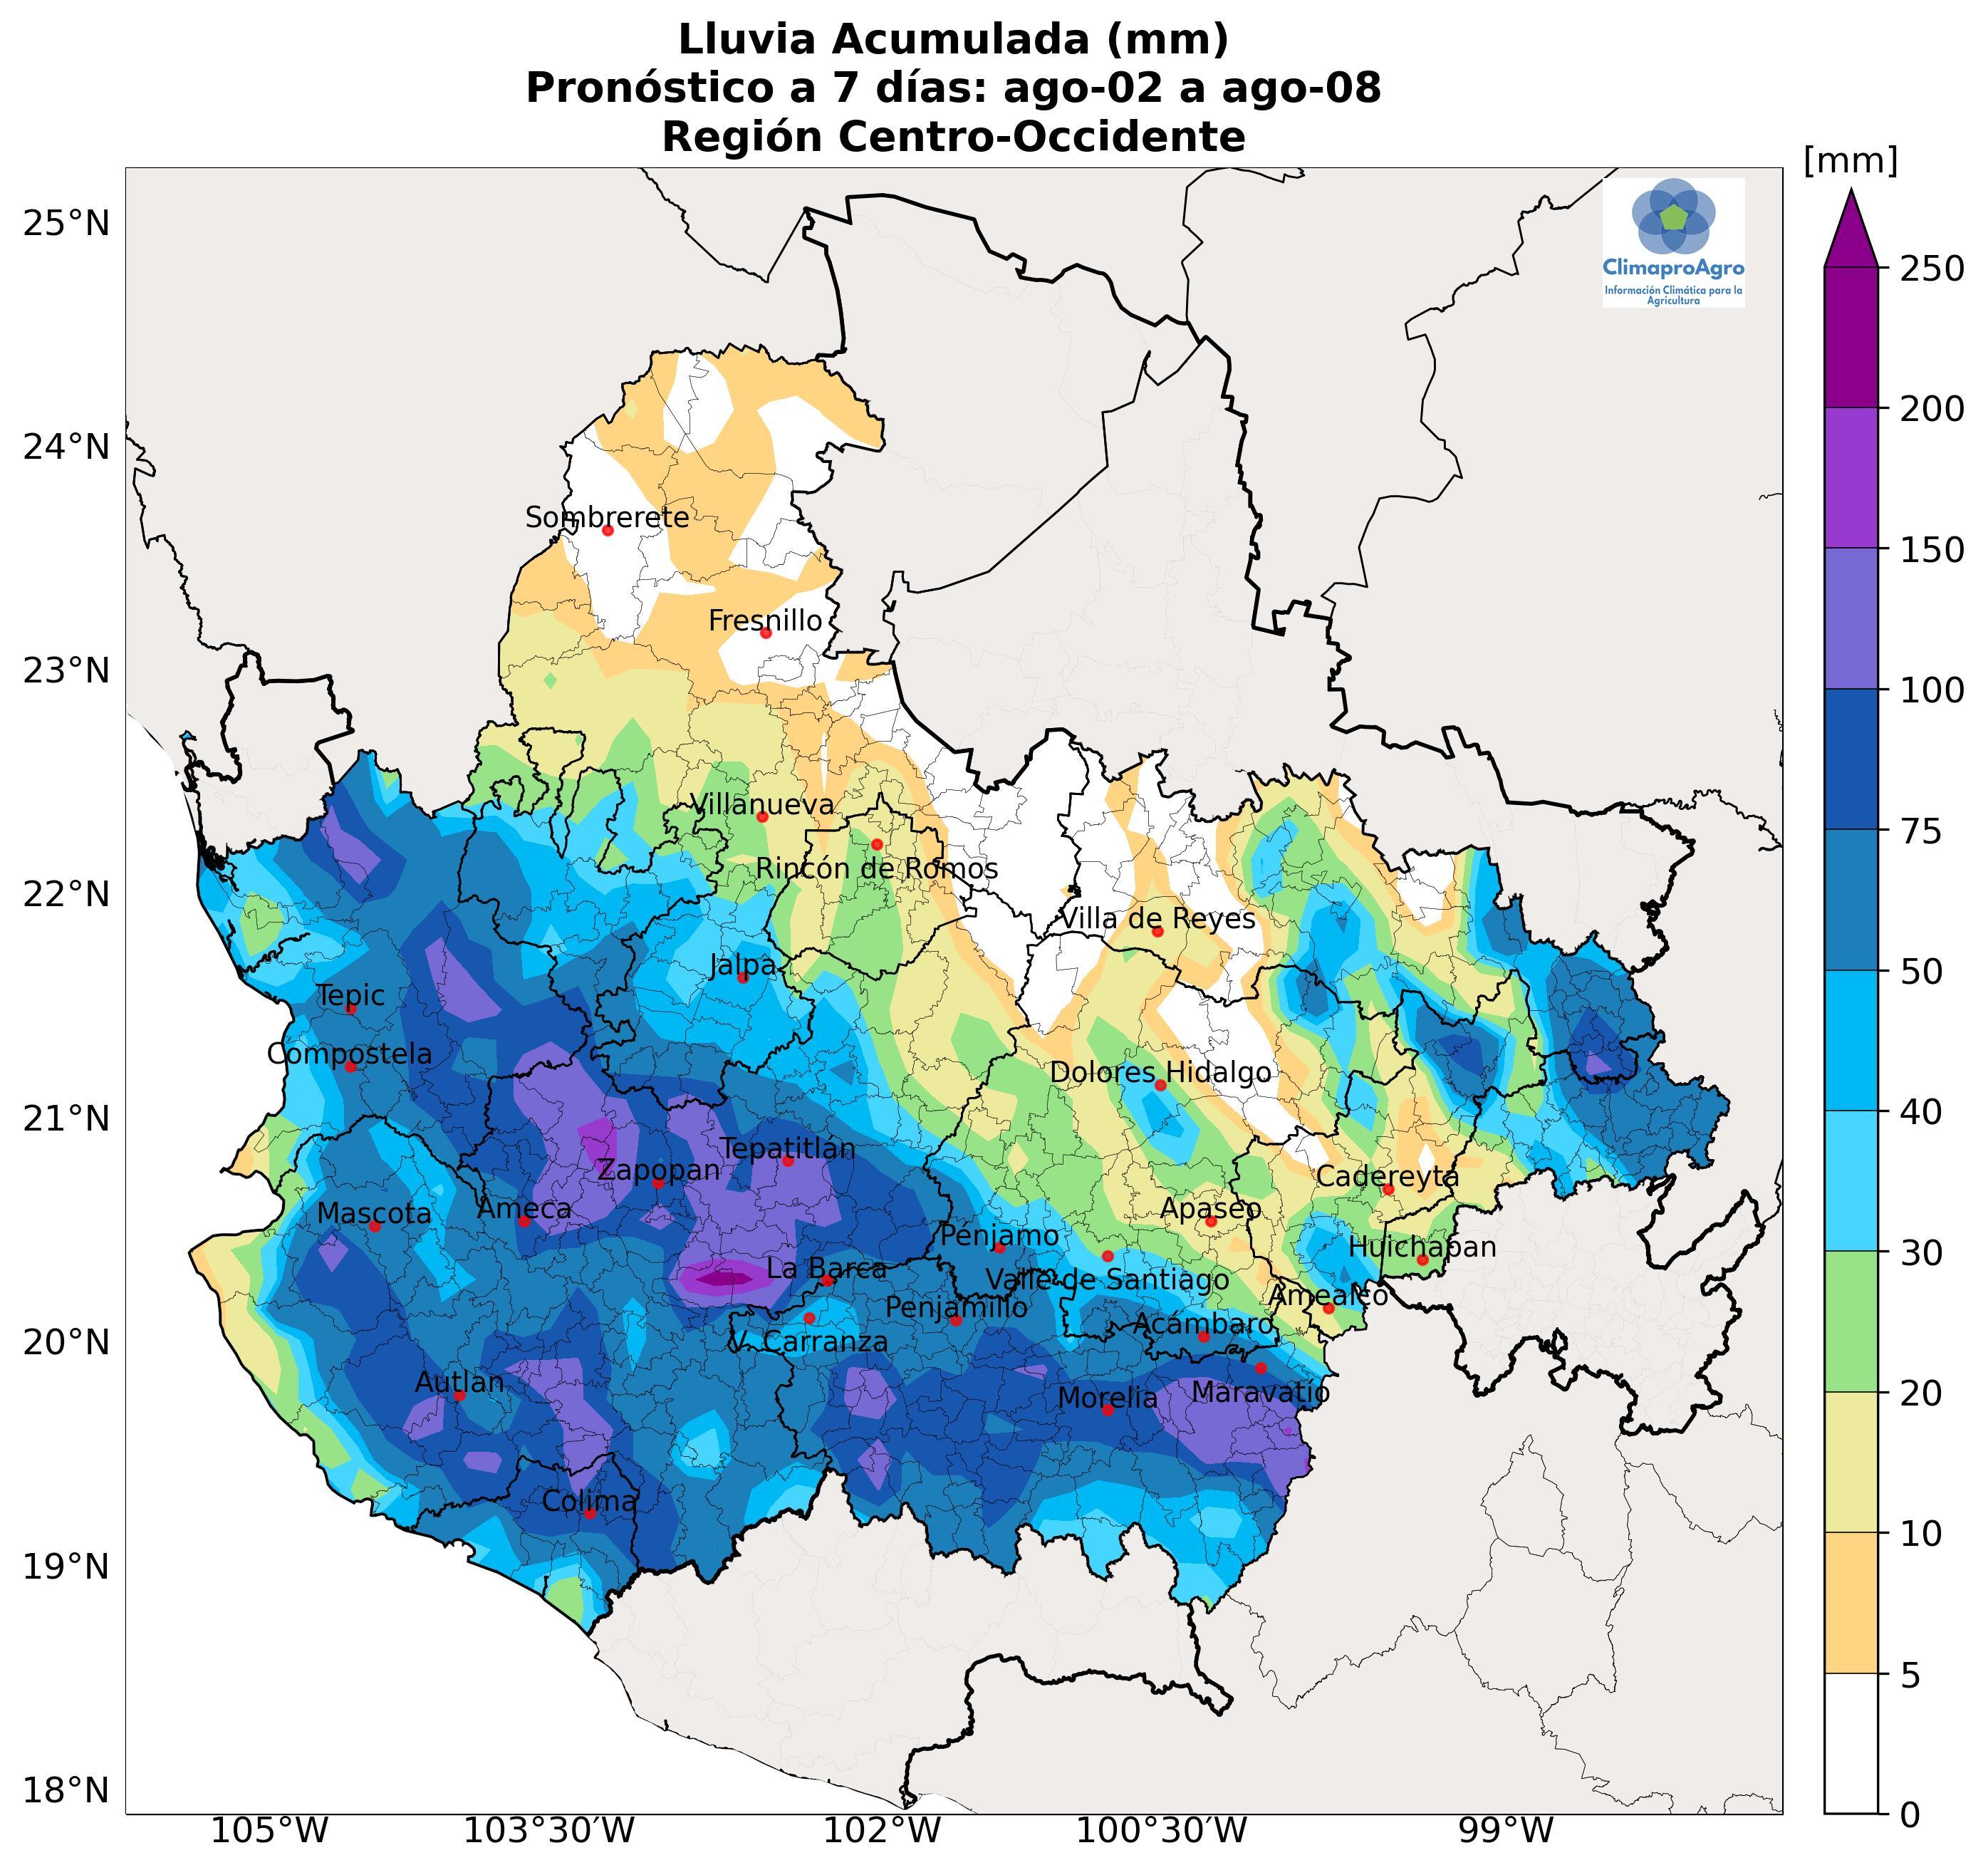 Lluvia Acumulada (mm)
Pronóstico a 7 días: ago-02 a ago-08
Región Centro-Occidente
[mm]
25°N
24°N
23°N
22°N
21°N
20°N
19°N
18°N
ClimaproAgro
Información Climática para la
Agricultura
250
200
150
100
75
50
40
30
20
10
5
0
Sombrerete
Fresnillo
Villanueva
Rincón de Romos
Villa de Reyes
Jalpa
Tepic
Compostela
Dolores Hidalgo
Tepatitlán
Zapopan
Cadereyta
Ameca
Mascota
Apaseo
Pénjamo
Huichapan
La Barca
Valle de Santiago
Amealco
Penjamillo
Acámbaro
V. Carranza
Autlan
Morelia
Maravatío
Colima
105°W
103°30'W
102°W
100°30'W
99°W